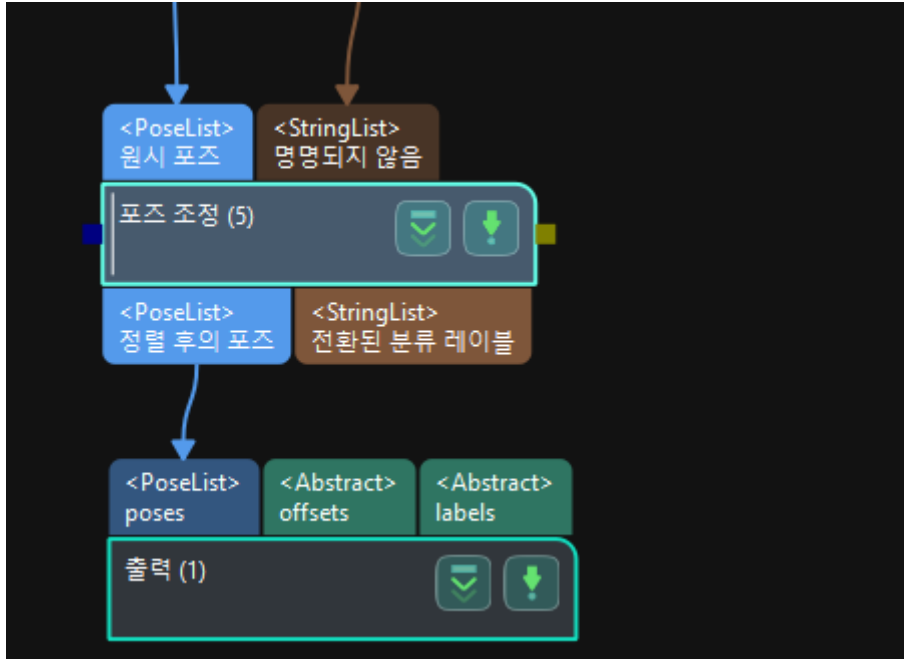 <PoseList>
원시 포즈
<StringList>
명명되지 않음
포즈 조정 (5)
<PoseList>
정렬 후의 포즈
<StringList>
전환된 분류 레이블
<PoseList>
poses
<Abstract>
offsets
<Abstract>
labels
출력 (1)